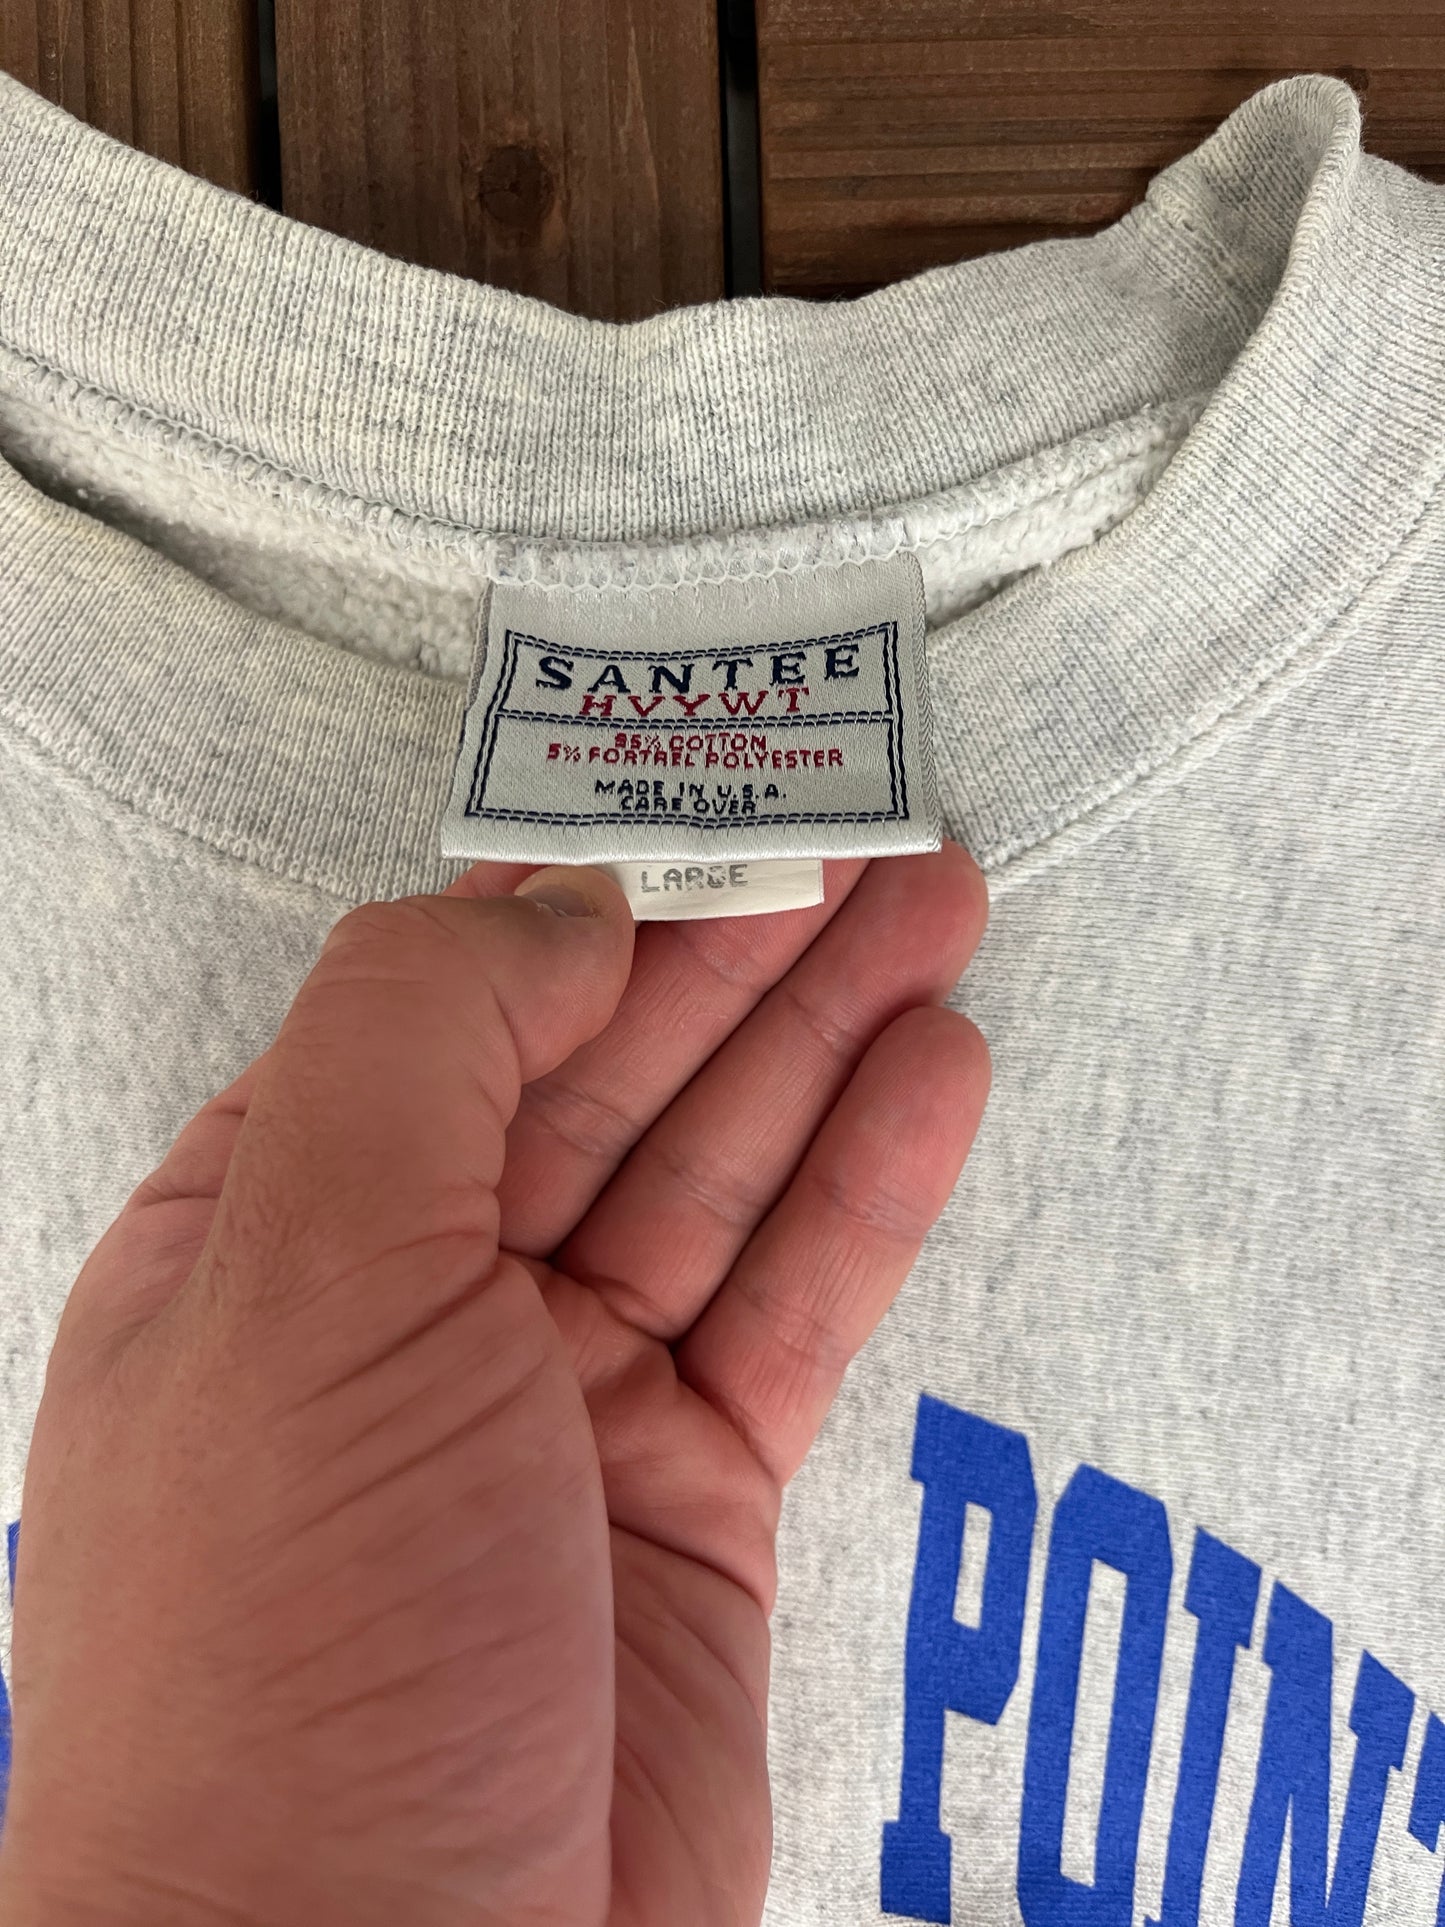 SANTEE
HVYWT
95% COTTON
5% FORTREL POLYESTER
MADE IN U.S.A.
CARE OVER
LARGE
POINT